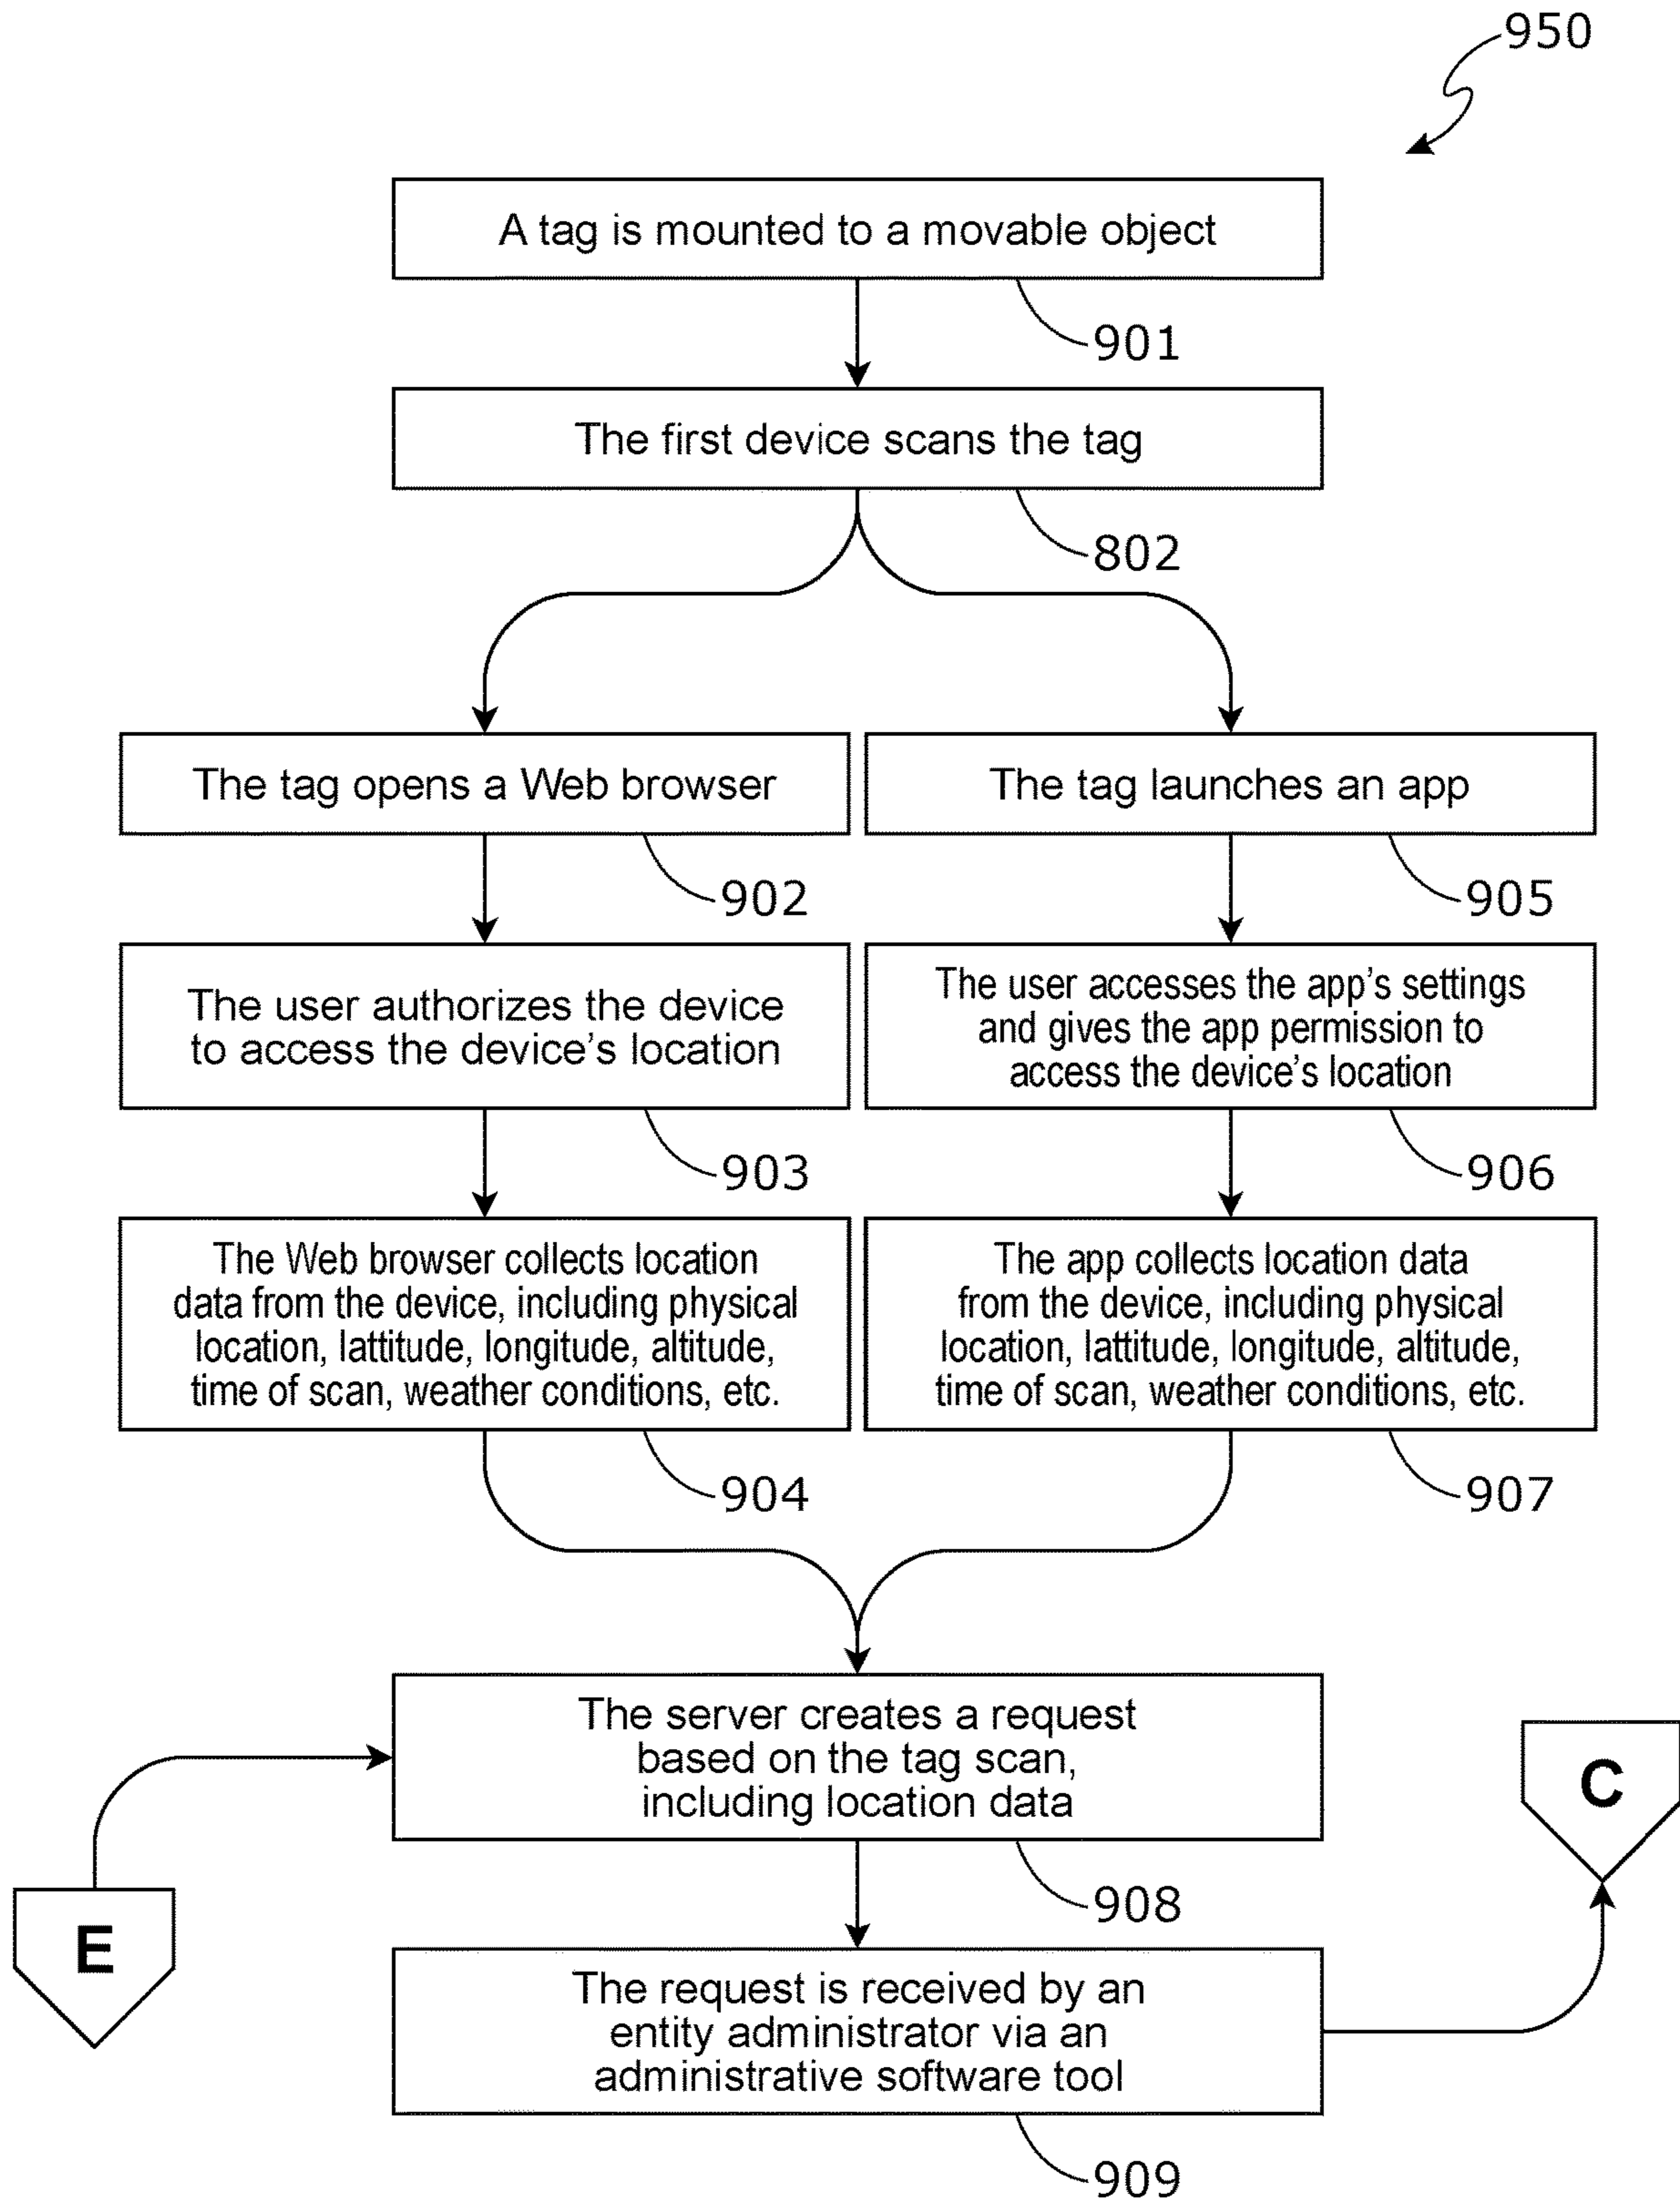 950
A tag is mounted to a movable object
901
The first device scans the tag
802
The tag opens a Web browser
902
The user authorizes the device
to access the device's location
903
The Web browser collects location
data from the device, including physical
location, lattitude, longitude, altitude,
time of scan, weather conditions, etc.
904
The tag launches an app
905
The user accesses the app's settings
and gives the app permission to
access the device's location
906
The app collects location data
from the device, including physical
location, lattitude, longitude, altitude,
time of scan, weather conditions, etc.
907
The server creates a request
based on the tag scan,
including location data
908
E
C
The request is received by an
entity administrator via an
administrative software tool
909